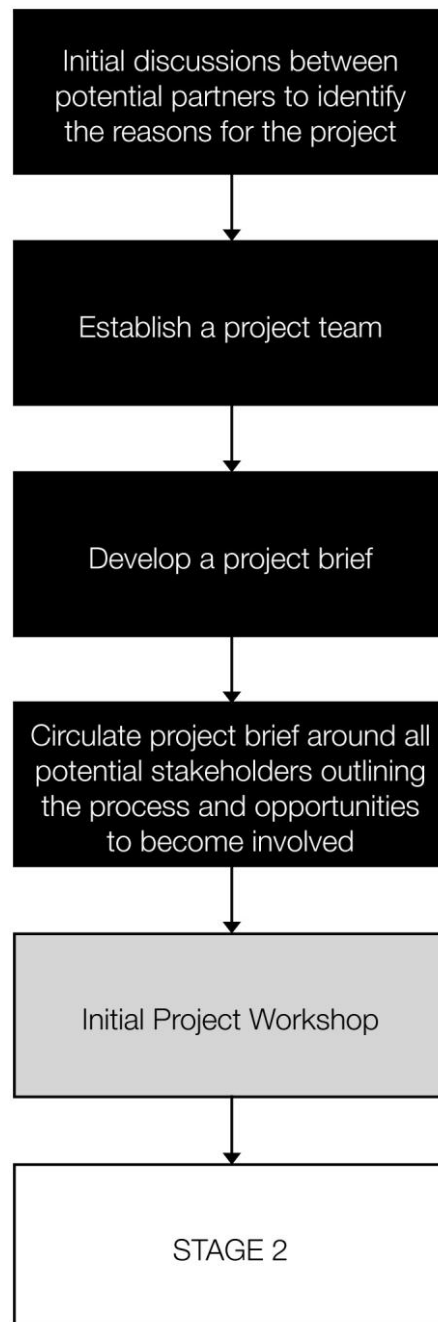 Initial discussions between
potential partners to identify
the reasons for the project
Establish a project team
Develop a project brief
Circulate project brief around all
potential stakeholders outlining
the process and opportunities
to become involved
Initial Project Workshop
STAGE 2